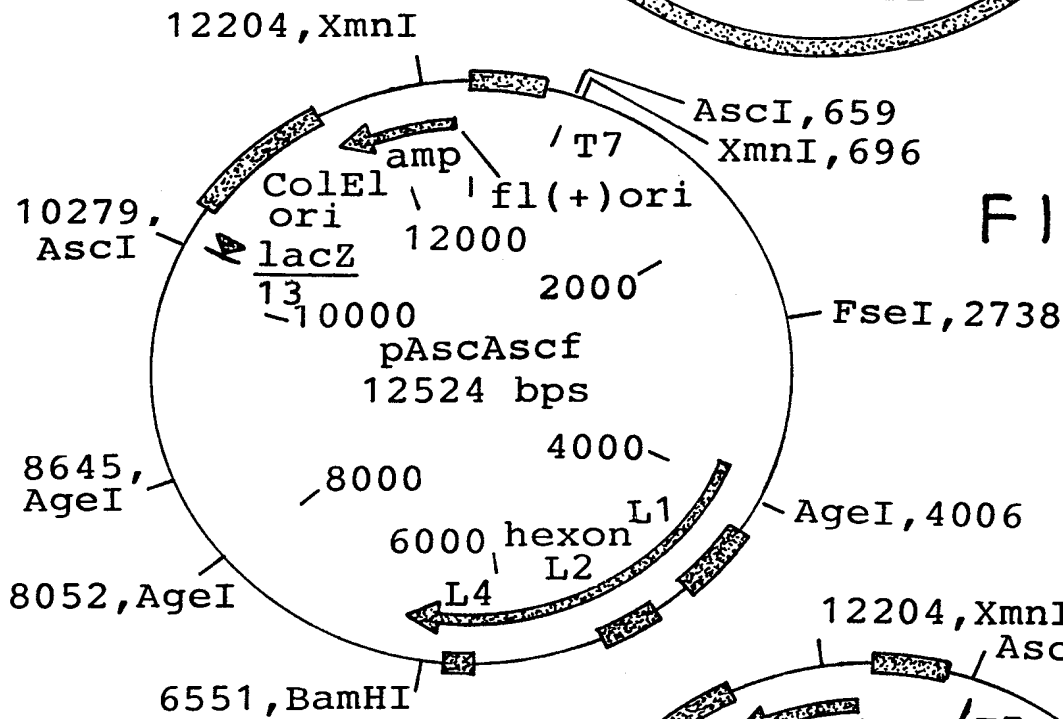 12204,XmnI
AscI,659
XmnI,696
T7
amp
f1(+)ori
ColE1
ori
12000
10279,
AscI
lacZ
13
10000
2000
FI
FseI,2738
pAscAscf
12524 bps
4000
8645,
AgeI
8000
L1
AgeI,4006
6000
hexon
L2
L4
8052,AgeI
6551,BamHI
12204,XmnI
Asc